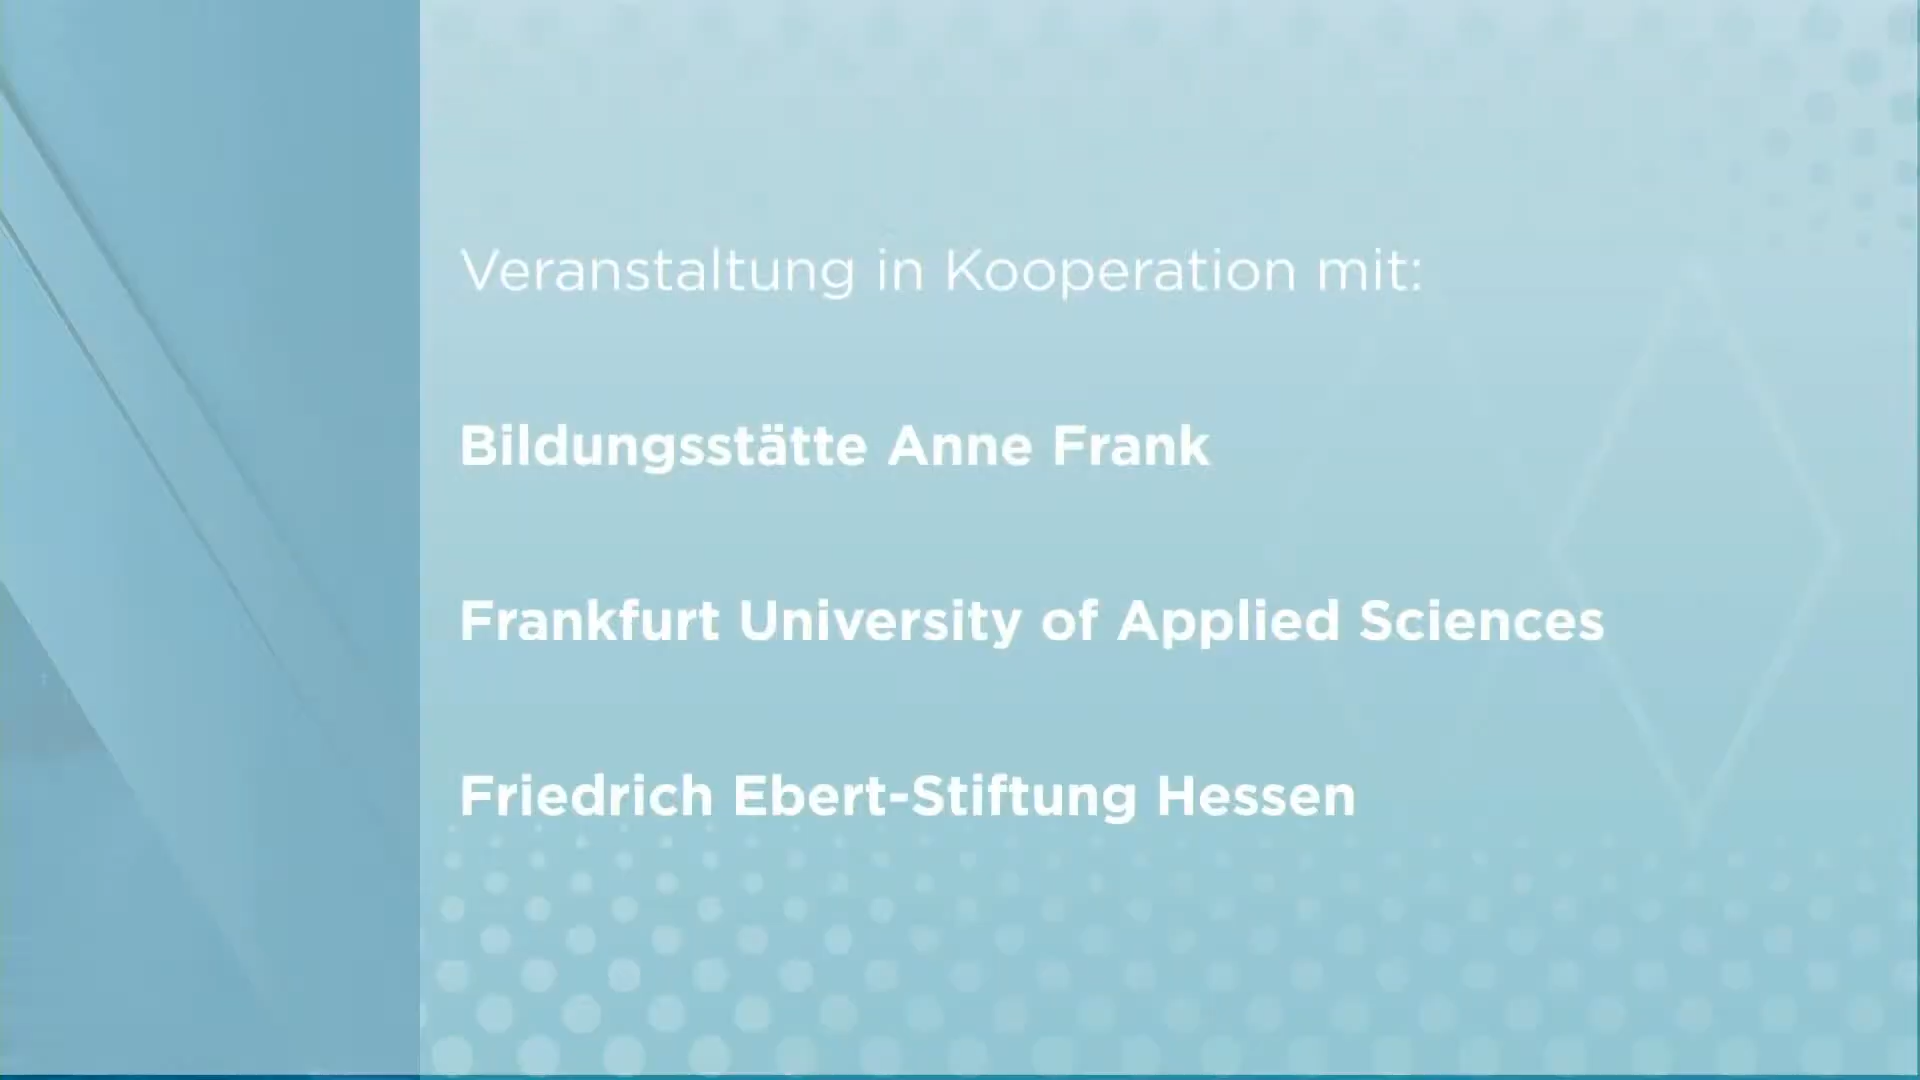 Veranstaltung in Kooperation mit:
Bildungsstätte Anne Frank
Frankfurt University of Applied Sciences
Friedrich Ebert-Stiftung Hessen